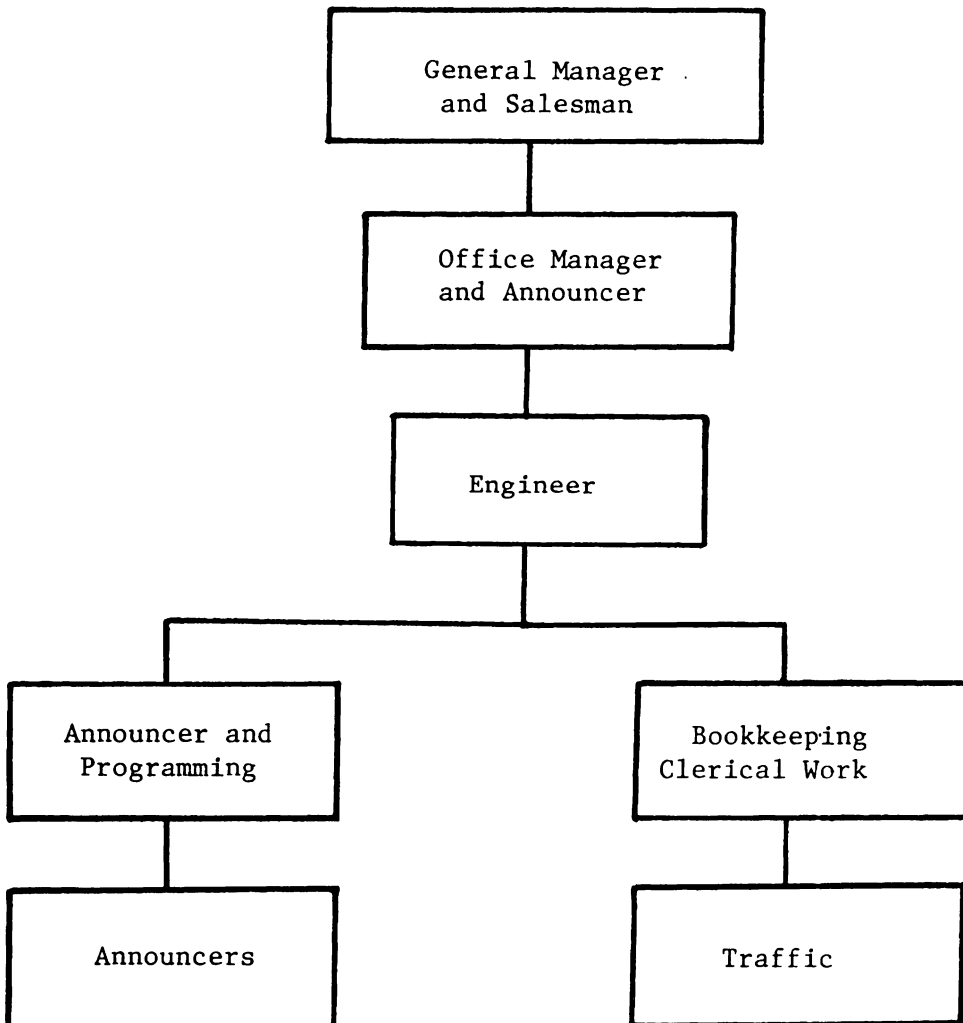 General Manager
and Salesman
Office Manager
and Announcer
Engineer
Announcer and
Programming
Bookkeeping
Clerical Work
Announcers
Traffic